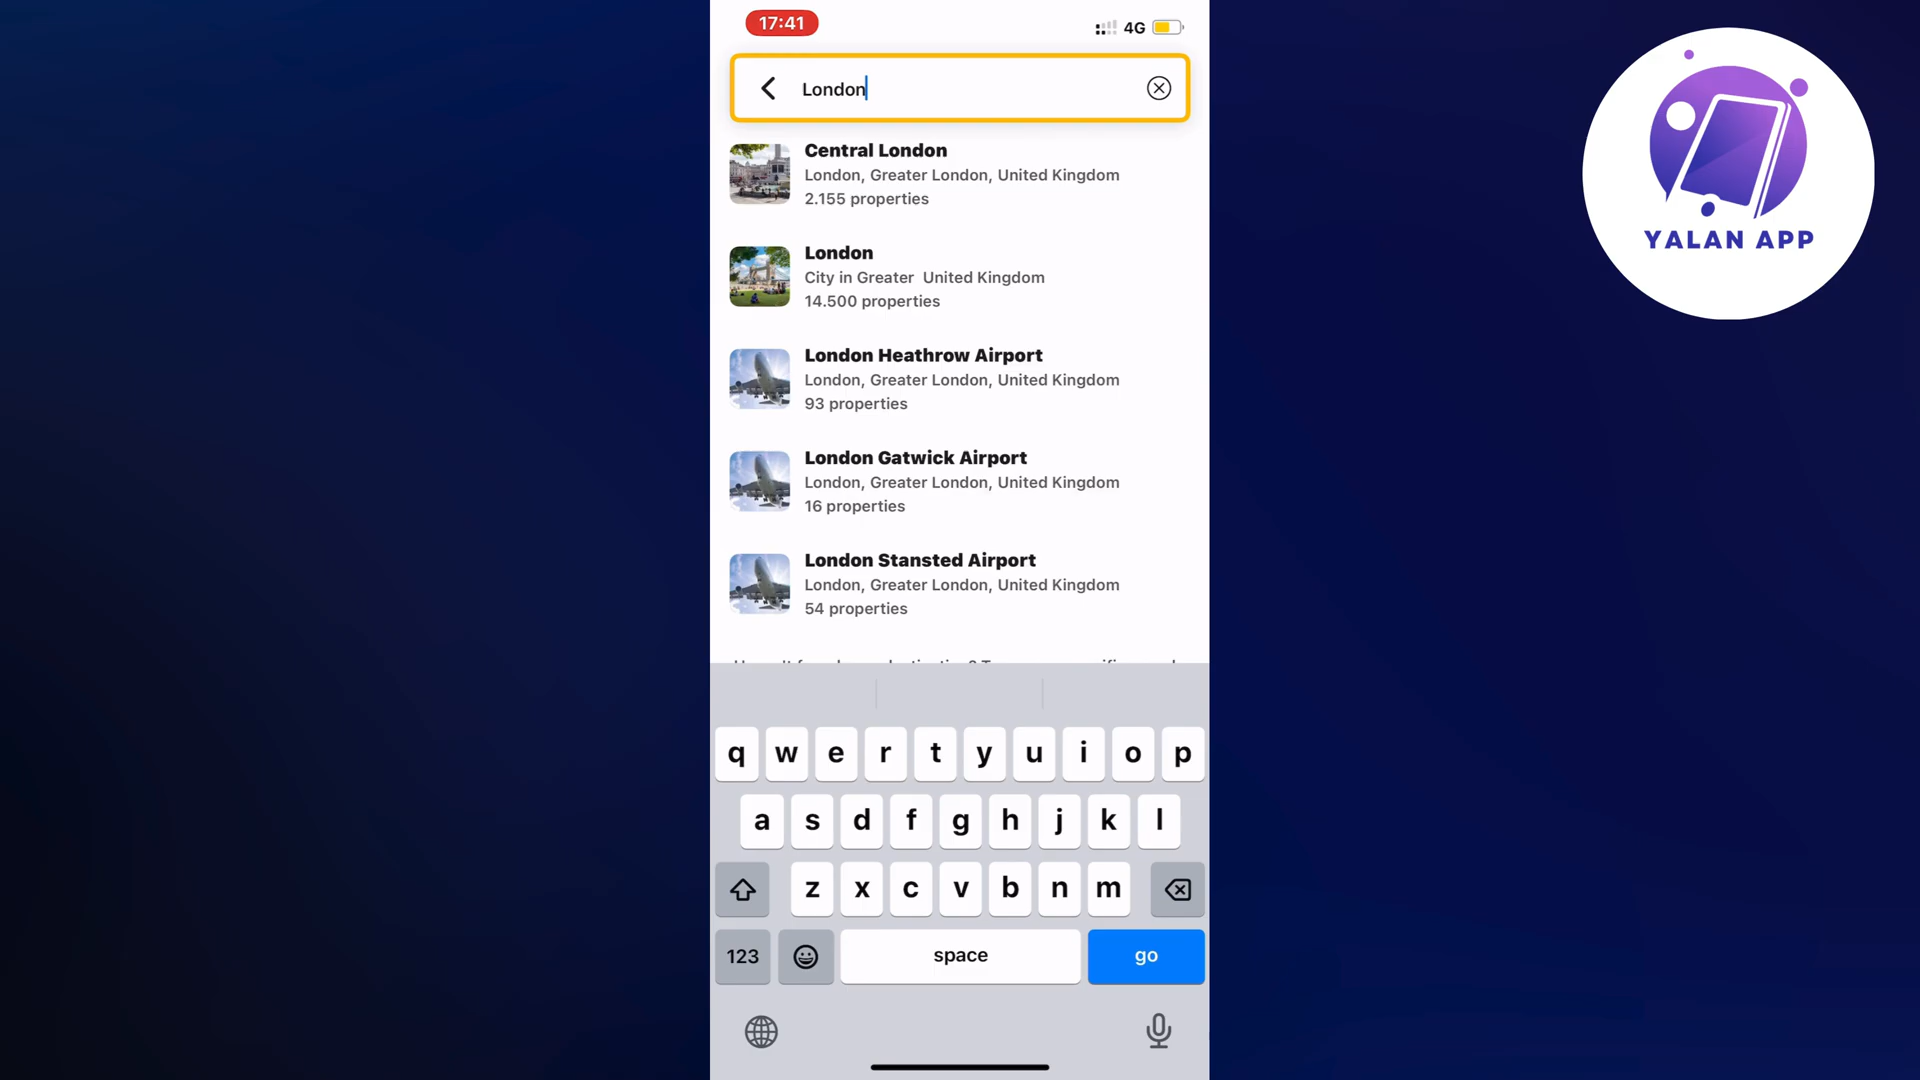 17:41
4G
London
Central London
London, Greater London, United Kingdom
2.155 properties
London
City in Greater United Kingdom
14.500 properties
London Heathrow Airport
London, Greater London, United Kingdom
93 properties
London Gatwick Airport
London, Greater London, United Kingdom
16 properties
London Stansted Airport
London, Greater London, United Kingdom
54 properties
q w e r t y u i o p
a s d f g h j k l
z x c v b n m
123 space go
YALAN APP